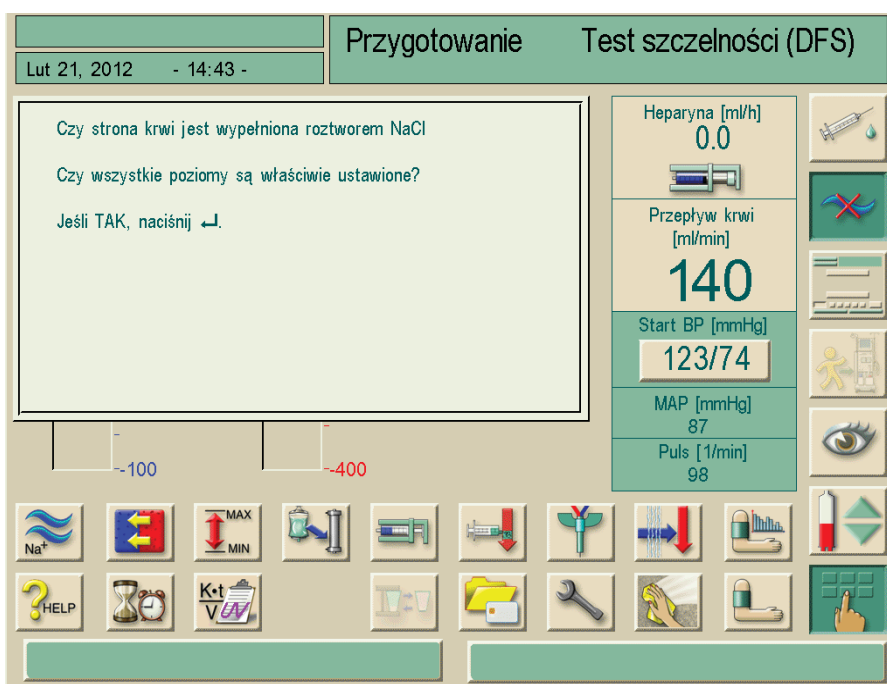 Przygotowanie Test szczelności (DFS)
Lut 21, 2012 - 14:43 -
Czy strona krwi jest wypełniona roztworem NaCl
Czy wszystkie poziomy są właściwie ustawione?
Jeśli TAK, naciśnij ↵.
Heparyna [ml/h]
0.0
Przepływ krwi
[ml/min]
140
Start BP [mmHg]
123/74
MAP [mmHg]
87
Puls [1/min]
98
-100
-400
Na+
MAX
MIN
HELP
K•t
V
UV